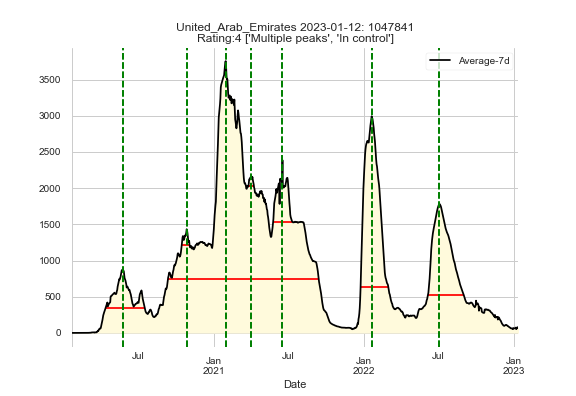 United_Arab_Emirates 2023-01-12: 1047841
Rating:4 ['Multiple peaks', 'In control']
Average-7d
3500
3000
2500
2000
1500
1000
500
0
Jul
Jan
2021
Jul
Jan
2022
Jul
Jan
2023
Date